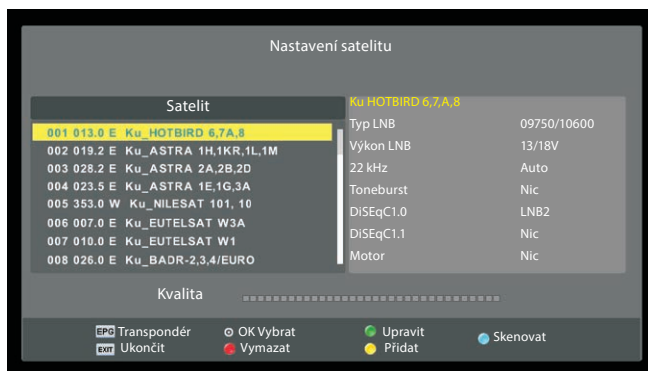 Nastavení satelitu
Satelit
001 013.0 E Ku_HOTBIRD 6,7A,8
002 019.2 E Ku_ASTRA 1H,1KR,1L,1M
003 028.2 E Ku_ASTRA 2A,2B,2D
004 023.5 E Ku_ASTRA 1E,1G,3A
005 353.0 W Ku_NILESAT 101, 10
006 007.0 E Ku_EUTELSAT W3A
007 010.0 E Ku_EUTELSAT W1
008 026.0 E Ku_BADR-2,3,4/EURO
Ku HOTBIRD 6,7,A,8
Typ LNB 09750/10600
Výkon LNB 13/18V
22 kHz Auto
Toneburst Nic
DiSEqC1.0 LNB2
DiSEqC1.1 Nic
Motor Nic
Kvalita
EPG Transpondér OK Vybrat Upravit Skenovat
EXIT Ukončit Vymazat Přidat